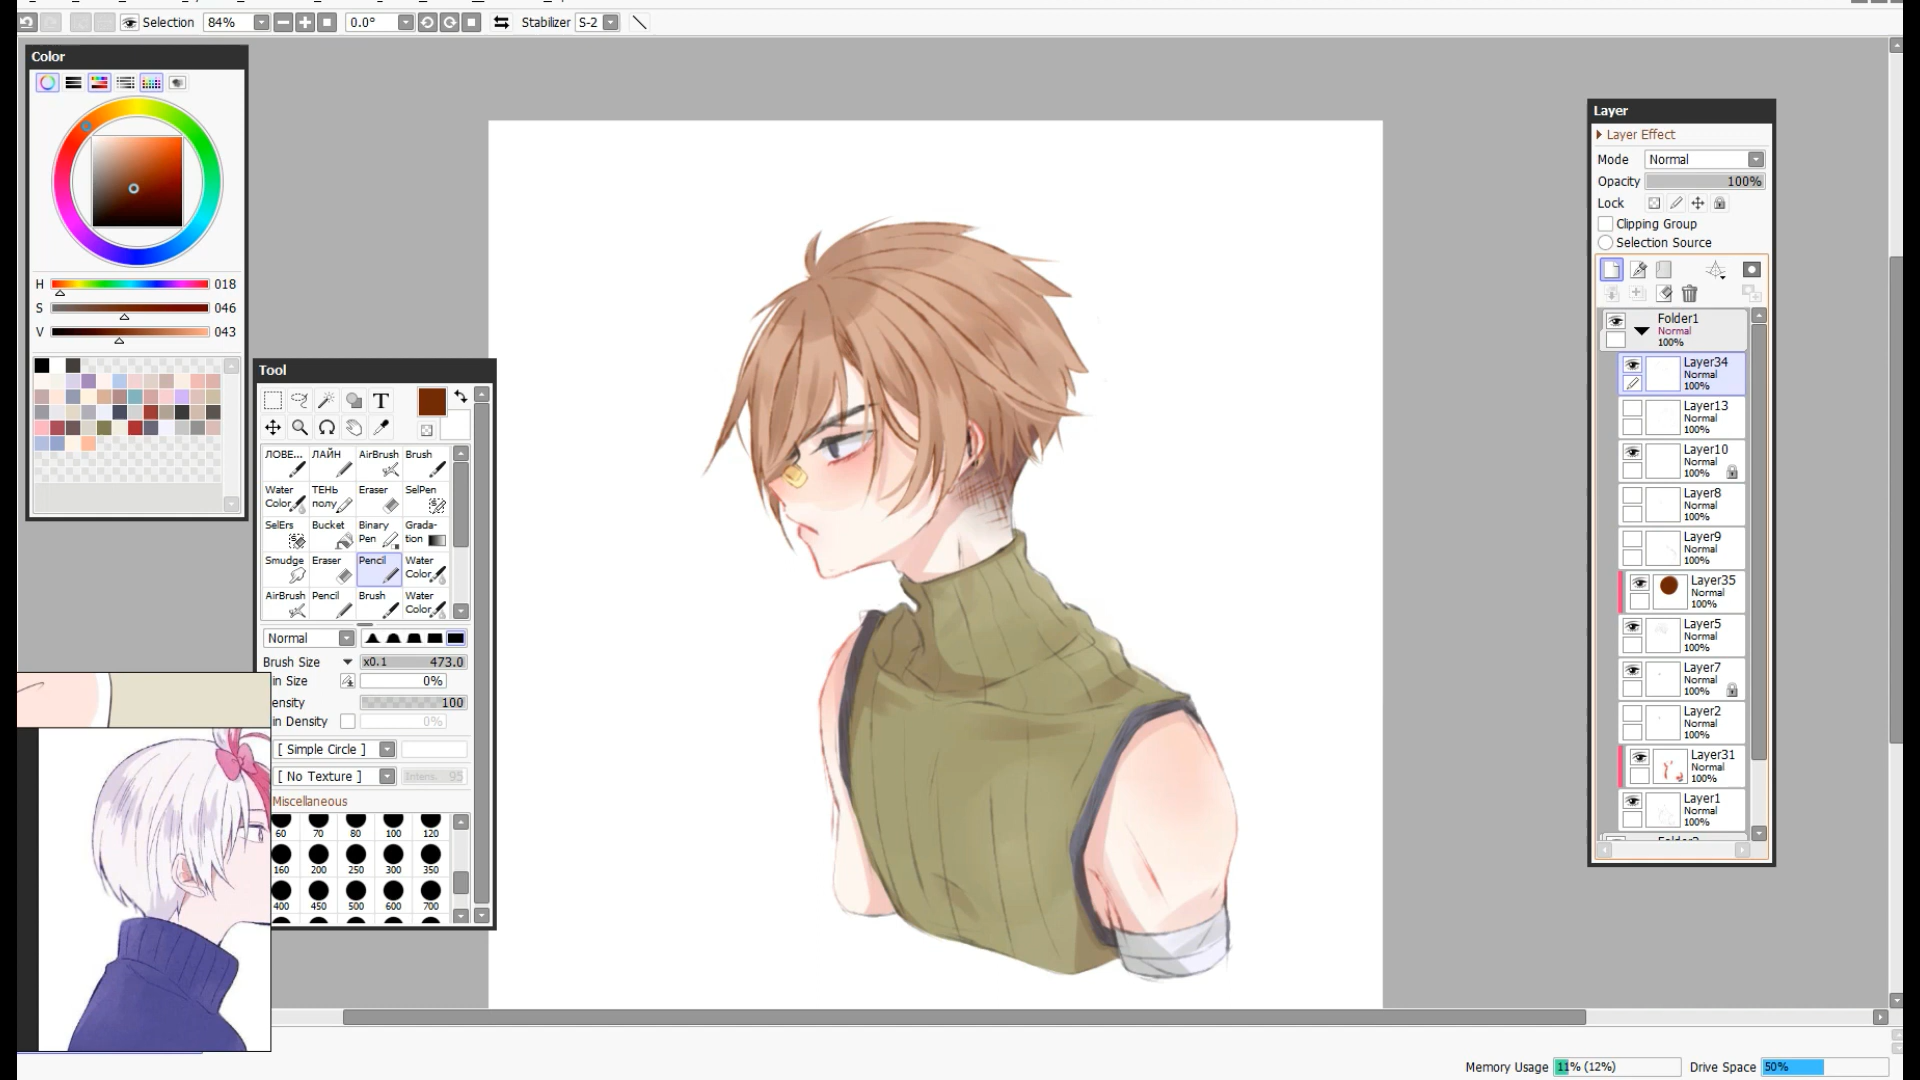 Selection 84% 0.0° Stabilizer S-2
Color
H 018
S 046
V 043
Tool
T
ЛОВЕ... ЛАЙН AirBrush Brush
Water Color ТЕНЬ полу Eraser SelPen
SelErs Bucket Binary Pen Grada-tion
Smudge Eraser Pencil Water Color
AirBrush Pencil Brush Water Color
Normal
Brush Size x0.1 473.0
in Size 0%
ensity 100
in Density 0%
[ Simple Circle ]
[ No Texture ] Intens. 95
Miscellaneous
60 70 80 100 120
160 200 250 300 350
400 450 500 600 700
Layer
Layer Effect
Mode Normal
Opacity 100%
Lock
Clipping Group
Selection Source
Folder1
Normal
100%
Layer34
Normal
100%
Layer13
Normal
100%
Layer10
Normal
100%
Layer8
Normal
100%
Layer9
Normal
100%
Layer35
Normal
100%
Layer5
Normal
100%
Layer7
Normal
100%
Layer2
Normal
100%
Layer31
Normal
100%
Layer1
Normal
100%
Memory Usage 11% (12%) Drive Space 50%